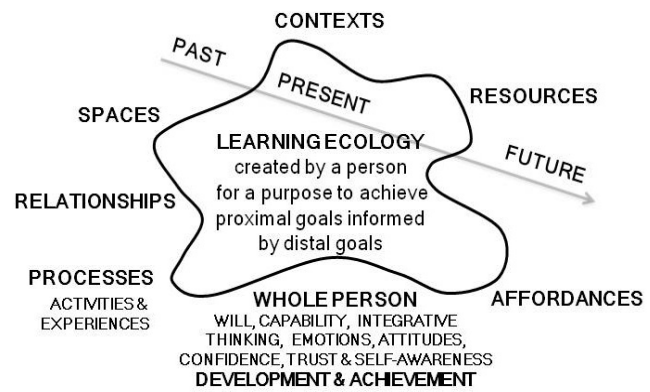 CONTEXTS
PAST
PRESENT
FUTURE
RESOURCES
SPACES
LEARNING ECOLOGY
created by a person
for a purpose to achieve
proximal goals informed
by distal goals
RELATIONSHIPS
PROCESSES
ACTIVITIES &
EXPERIENCES
WHOLE PERSON
WILL, CAPABILITY, INTEGRATIVE
THINKING, EMOTIONS, ATTITUDES,
CONFIDENCE, TRUST & SELF-AWARENESS
DEVELOPMENT & ACHIEVEMENT
AFFORDANCES